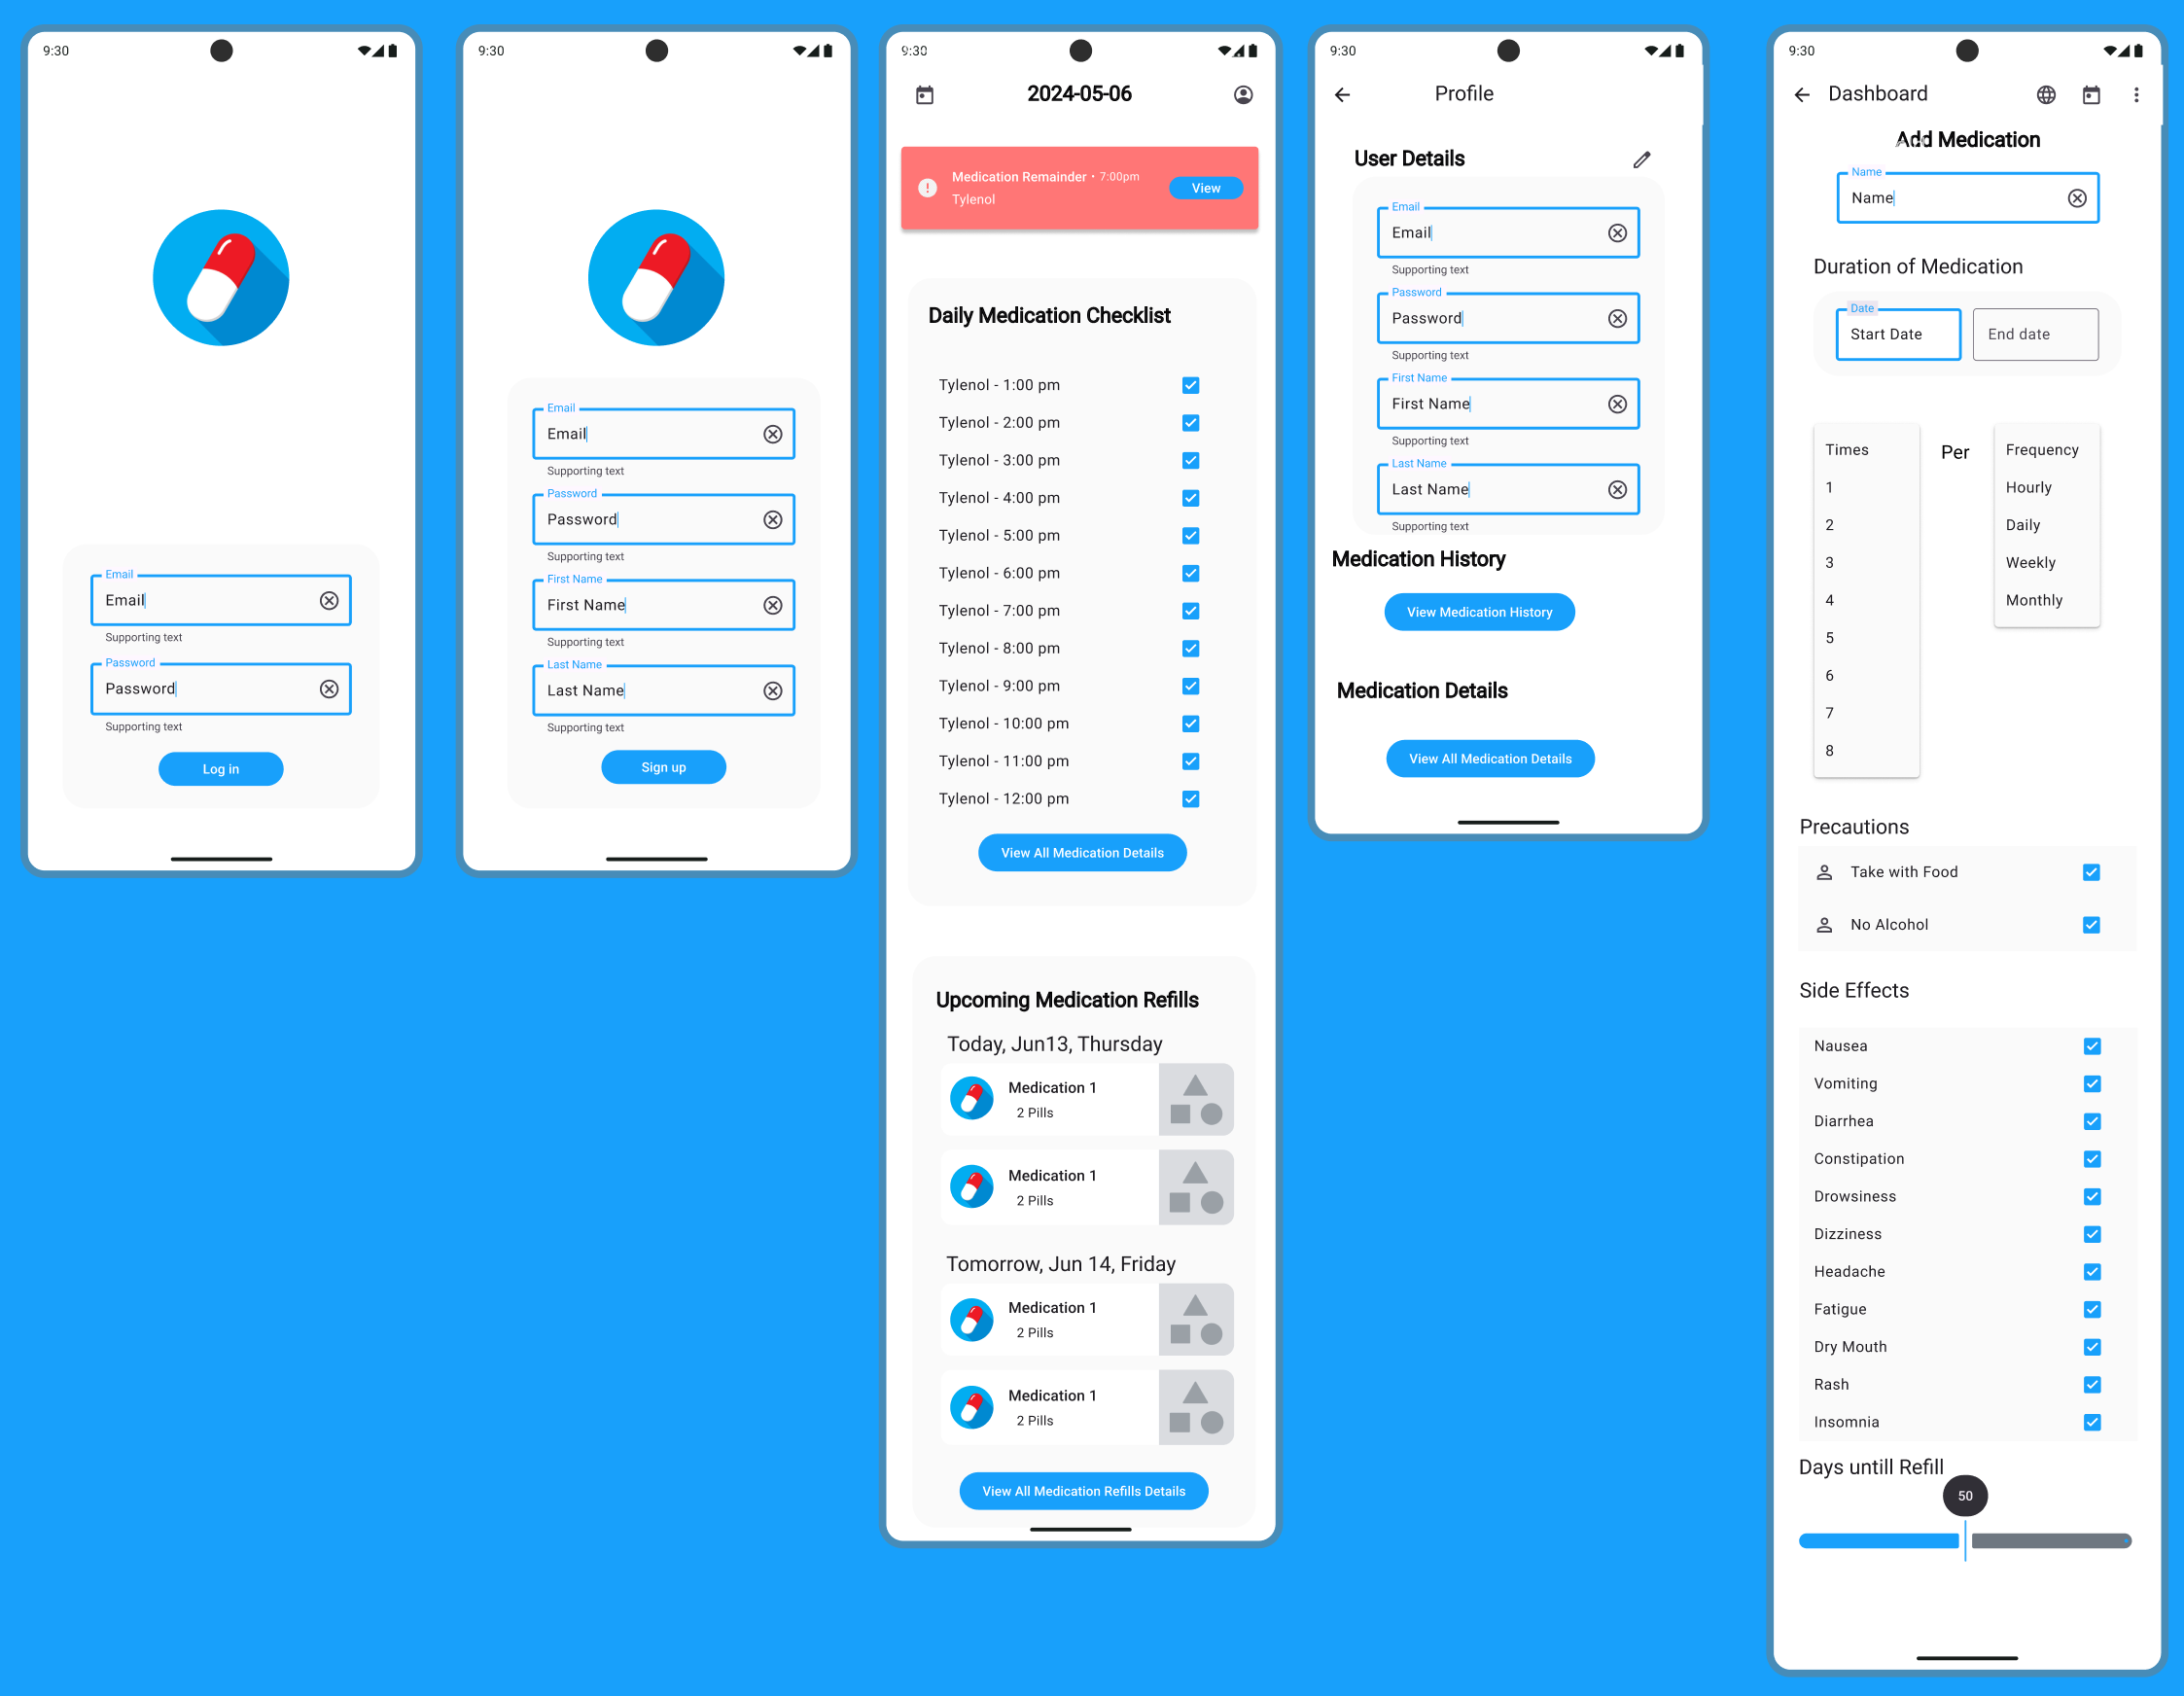 9:30
Email
Email
Supporting text
Password
Password
Supporting text
Log in
9:30
Email
Email
Supporting text
Password
Password
Supporting text
First Name
First Name
Supporting text
Last Name
Last Name
Supporting text
Sign up
9:30
2024-05-06
Medication Remainder • 7:00pm
Tylenol
View
Daily Medication Checklist
Tylenol - 1:00 pm
Tylenol - 2:00 pm
Tylenol - 3:00 pm
Tylenol - 4:00 pm
Tylenol - 5:00 pm
Tylenol - 6:00 pm
Tylenol - 7:00 pm
Tylenol - 8:00 pm
Tylenol - 9:00 pm
Tylenol - 10:00 pm
Tylenol - 11:00 pm
Tylenol - 12:00 pm
View All Medication Details
Upcoming Medication Refills
Today, Jun13, Thursday
Medication 1
2 Pills
Medication 1
2 Pills
Tomorrow, Jun 14, Friday
Medication 1
2 Pills
Medication 1
2 Pills
View All Medication Refills Details
9:30
Profile
User Details
Email
Email
Supporting text
Password
Password
Supporting text
First Name
First Name
Supporting text
Last Name
Last Name
Supporting text
Medication History
View Medication History
Medication Details
View All Medication Details
9:30
Dashboard
Add Medication
Name
Name
Duration of Medication
Date
Start Date
End date
Times
1
2
3
4
5
6
7
8
Per
Frequency
Hourly
Daily
Weekly
Monthly
Precautions
Take with Food
No Alcohol
Side Effects
Nausea
Vomiting
Diarrhea
Constipation
Drowsiness
Dizziness
Headache
Fatigue
Dry Mouth
Rash
Insomnia
Days untill Refill
50